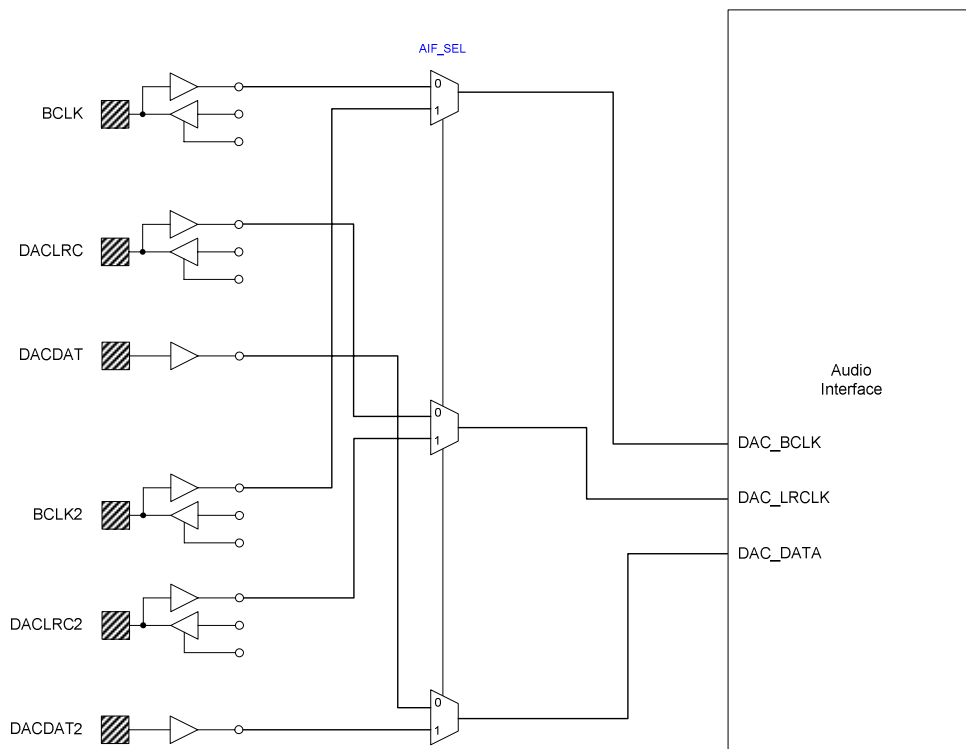 AIF_SEL
BCLK
0
1
DACLRC
DACDAT
Audio
Interface
0
1
DAC_BCLK
DAC_LRCLK
BCLK2
DAC_DATA
DACLRC2
0
DACDAT2
1